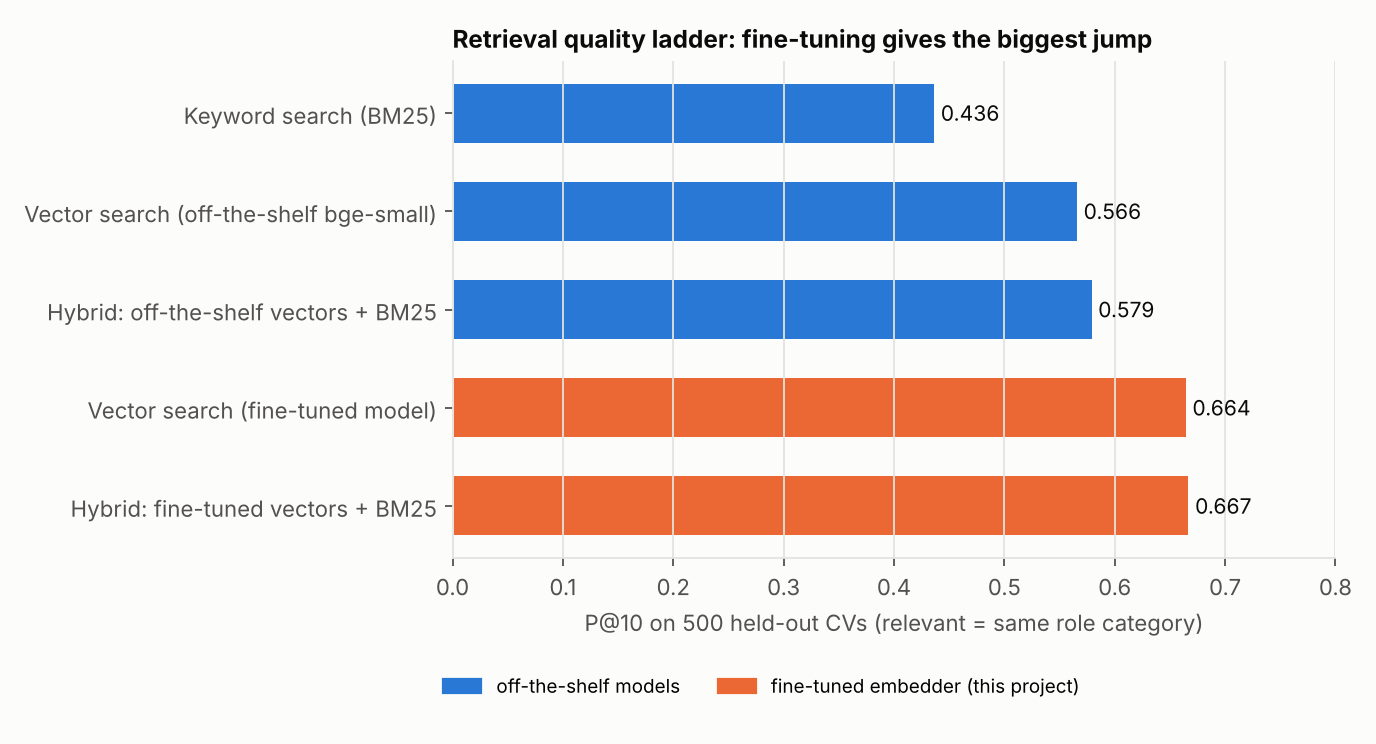 Retrieval quality ladder: fine-tuning gives the biggest jump
Keyword search (BM25)
0.436
Vector search (off-the-shelf bge-small)
0.566
Hybrid: off-the-shelf vectors + BM25
0.579
Vector search (fine-tuned model)
0.664
Hybrid: fine-tuned vectors + BM25
0.667
0.0 0.1 0.2 0.3 0.4 0.5 0.6 0.7 0.8
P@10 on 500 held-out CVs (relevant = same role category)
off-the-shelf models
fine-tuned embedder (this project)